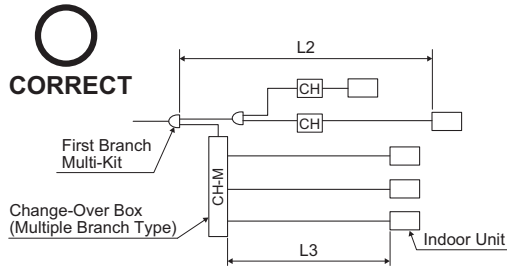 CORRECT
L2
CH
CH
First Branch
Multi-Kit
CH-M
Change-Over Box
(Multiple Branch Type)
L3
Indoor Unit